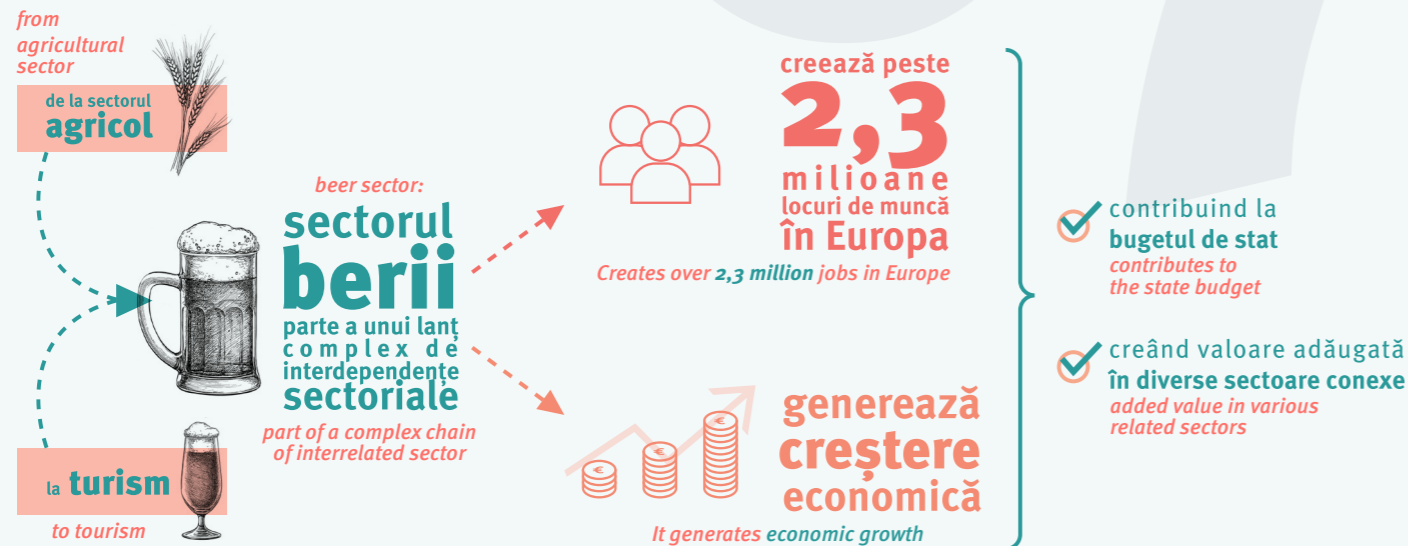 from
agricultural
sector
de la sectorul
agricol
beer sector:
sectorul
berii
parte a unui lanț
complex de
interdependențe
sectoriale
part of a complex chain
of interrelated sector
la turism
to tourism
creează peste
2,3
milioane
locuri de muncă
în Europa
Creates over 2,3 million jobs in Europe
€
€
€
generează
creștere
economică
It generates economic growth
contribuind la
bugetul de stat
contributes to
the state budget
creând valoare adăugată
în diverse sectoare conexe
added value in various
related sectors